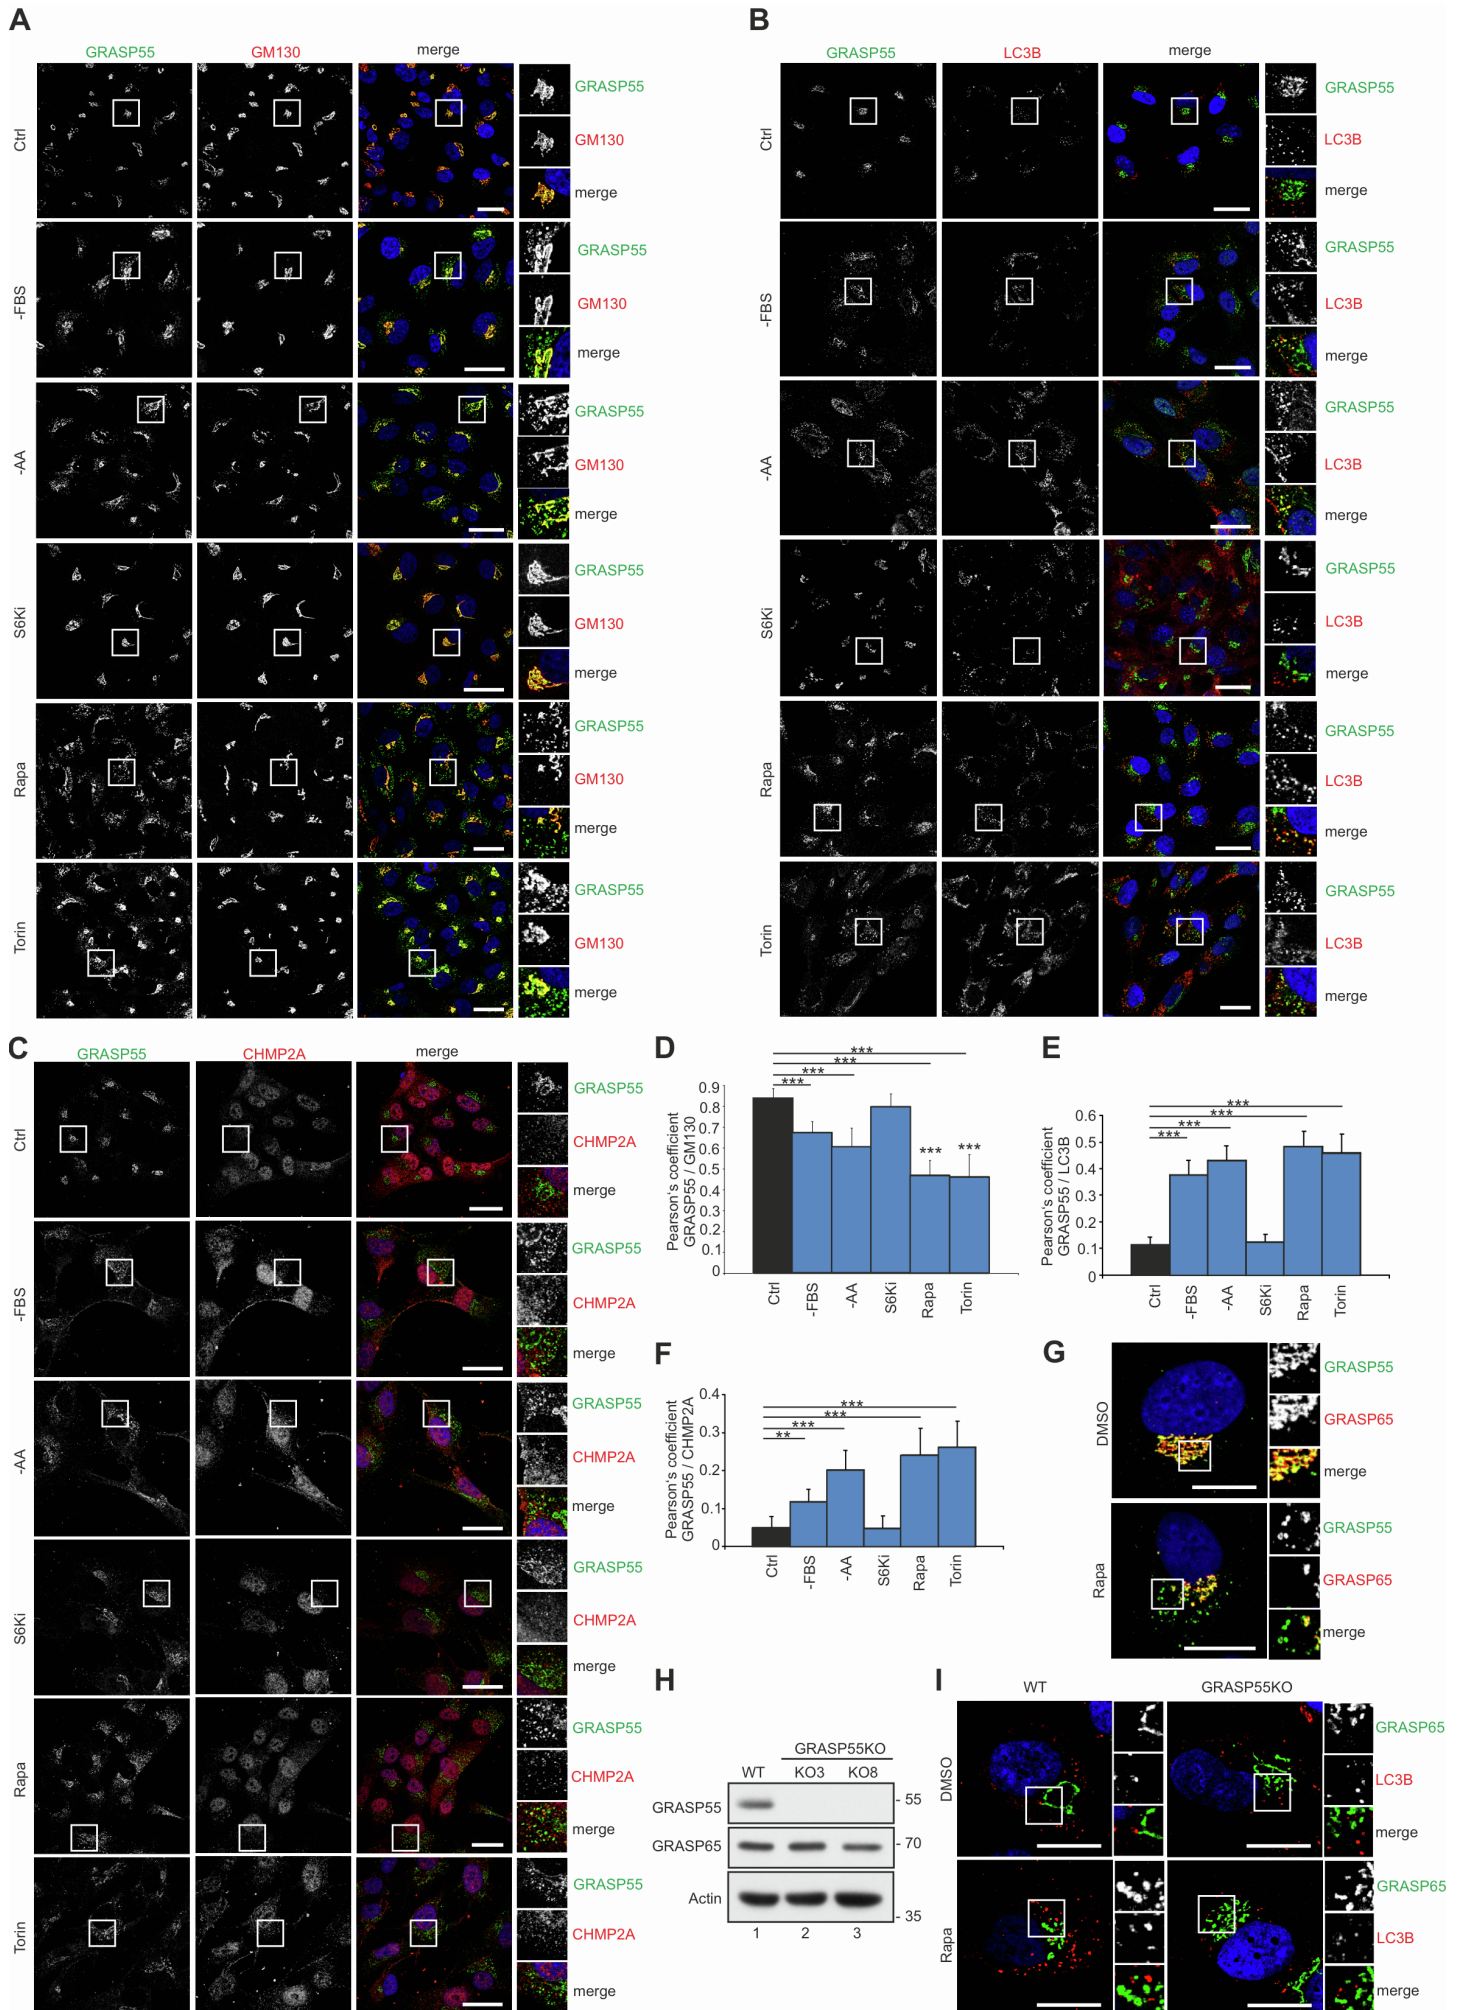 A
GRASP55 GM130 merge
Ctrl
GRASP55
GM130
merge
-FBS
GRASP55
GM130
merge
-AA
GRASP55
GM130
merge
S6Ki
GRASP55
GM130
merge
Rapa
GRASP55
GM130
merge
Torin
GRASP55
GM130
merge
B
GRASP55 LC3B merge
Ctrl
GRASP55
LC3B
merge
-FBS
GRASP55
LC3B
merge
-AA
GRASP55
LC3B
merge
S6Ki
GRASP55
LC3B
merge
Rapa
GRASP55
LC3B
merge
Torin
GRASP55
LC3B
merge
C
GRASP55 CHMP2A merge
Ctrl
GRASP55
CHMP2A
merge
-FBS
GRASP55
CHMP2A
merge
-AA
GRASP55
CHMP2A
merge
S6Ki
GRASP55
CHMP2A
merge
Rapa
GRASP55
CHMP2A
merge
Torin
GRASP55
CHMP2A
merge
D
Pearson's coefficient
GRASP55 / GM130
0.9
0.8
0.7
0.6
0.5
0.4
0.3
0.2
0.1
0
***
***
***
***
*** ***
Ctrl -FBS -AA S6Ki Rapa Torin
E
Pearson's coefficient
GRASP55 / LC3B
0.6
0.5
0.4
0.3
0.2
0.1
0
***
***
***
***
Ctrl -FBS -AA S6Ki Rapa Torin
F
Pearson's coefficient
GRASP55 / CHMP2A
0.4
0.3
0.2
0.1
0
***
***
***
**
Ctrl -FBS -AA S6Ki Rapa Torin
G
DMSO
GRASP55
GRASP65
merge
Rapa
GRASP55
GRASP65
merge
H
GRASP55KO
WT KO3 KO8
GRASP55 - 55
GRASP65 - 70
Actin
- 35
1 2 3
I
WT GRASP55KO
DMSO
GRASP65
LC3B
merge
Rapa
GRASP65
LC3B
merge